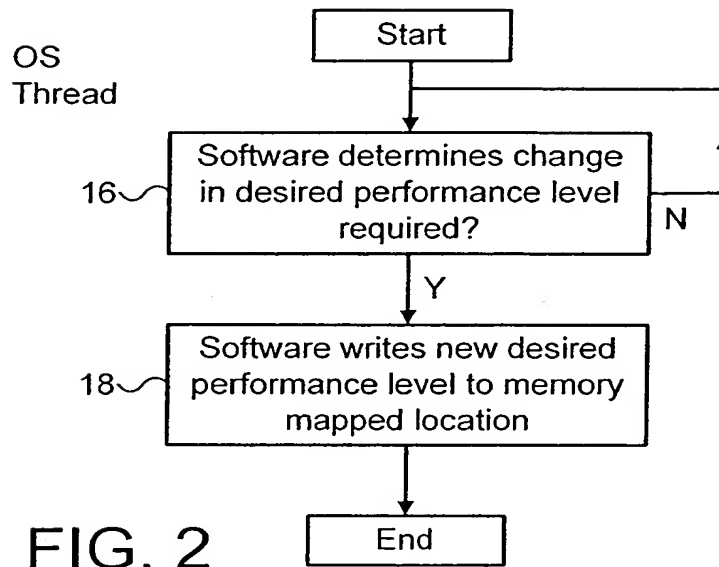 Start
OS
Thread
Software determines change
in desired performance level
required?
16
N
Y
Software writes new desired
performance level to memory
mapped location
18
End
FIG. 2